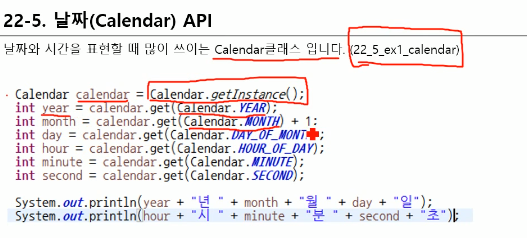 22-5. 날짜(Calendar) API
날짜와 시간을 표현할 때 많이 쓰이는 Calendar클래스 입니다. (22_5_ex1_calendar)
Calendar calendar = Calendar.getInstance();
int year = calendar.get(Calendar.YEAR);
int month = calendar.get(Calendar.MONTH) + 1:
int day = calendar.get(Calendar.DAY_OF_MONT
int hour = calendar.get(Calendar.HOUR_OF_DAY);
int minute = calendar.get(Calendar.MINUTE);
int second = calendar.get(Calendar.SECOND);
System.out.println(year + "년 " + month + "월 " + day + "일");
System.out.println(hour + "시 " + minute + "분 " + second + "초");